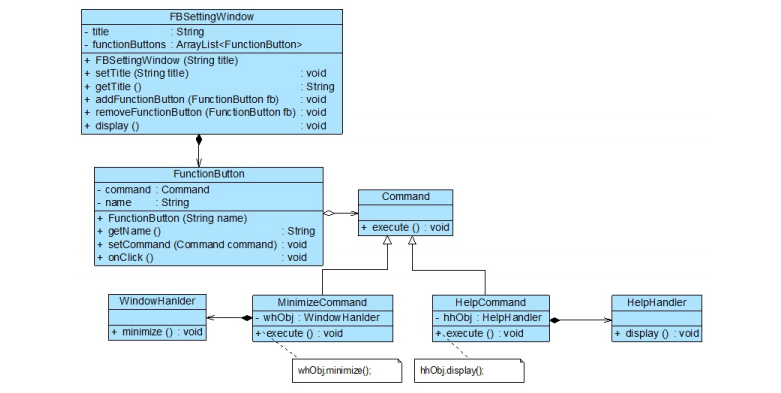 FBSettingWindow
- title : String
- functionButtons : ArrayList<FunctionButton>
+ FBSettingWindow (String title)
+ setTitle (String title) : void
+ getTitle () : String
+ addFunctionButton (FunctionButton fb) : void
+ removeFunctionButton (FunctionButton fb) : void
+ display () : void
FunctionButton
- command : Command
- name : String
+ FunctionButton (String name)
+ getName () : String
+ setCommand (Command command) : void
+ onClick () : void
Command
+ execute () : void
WindowHanlder
+ minimize () : void
MinimizeCommand
- whObj : WindowHanlder
+ execute () : void
HelpCommand
- hhObj : HelpHandler
+ execute () : void
HelpHandler
+ display () : void
whObj.minimize();
hhObj.display();